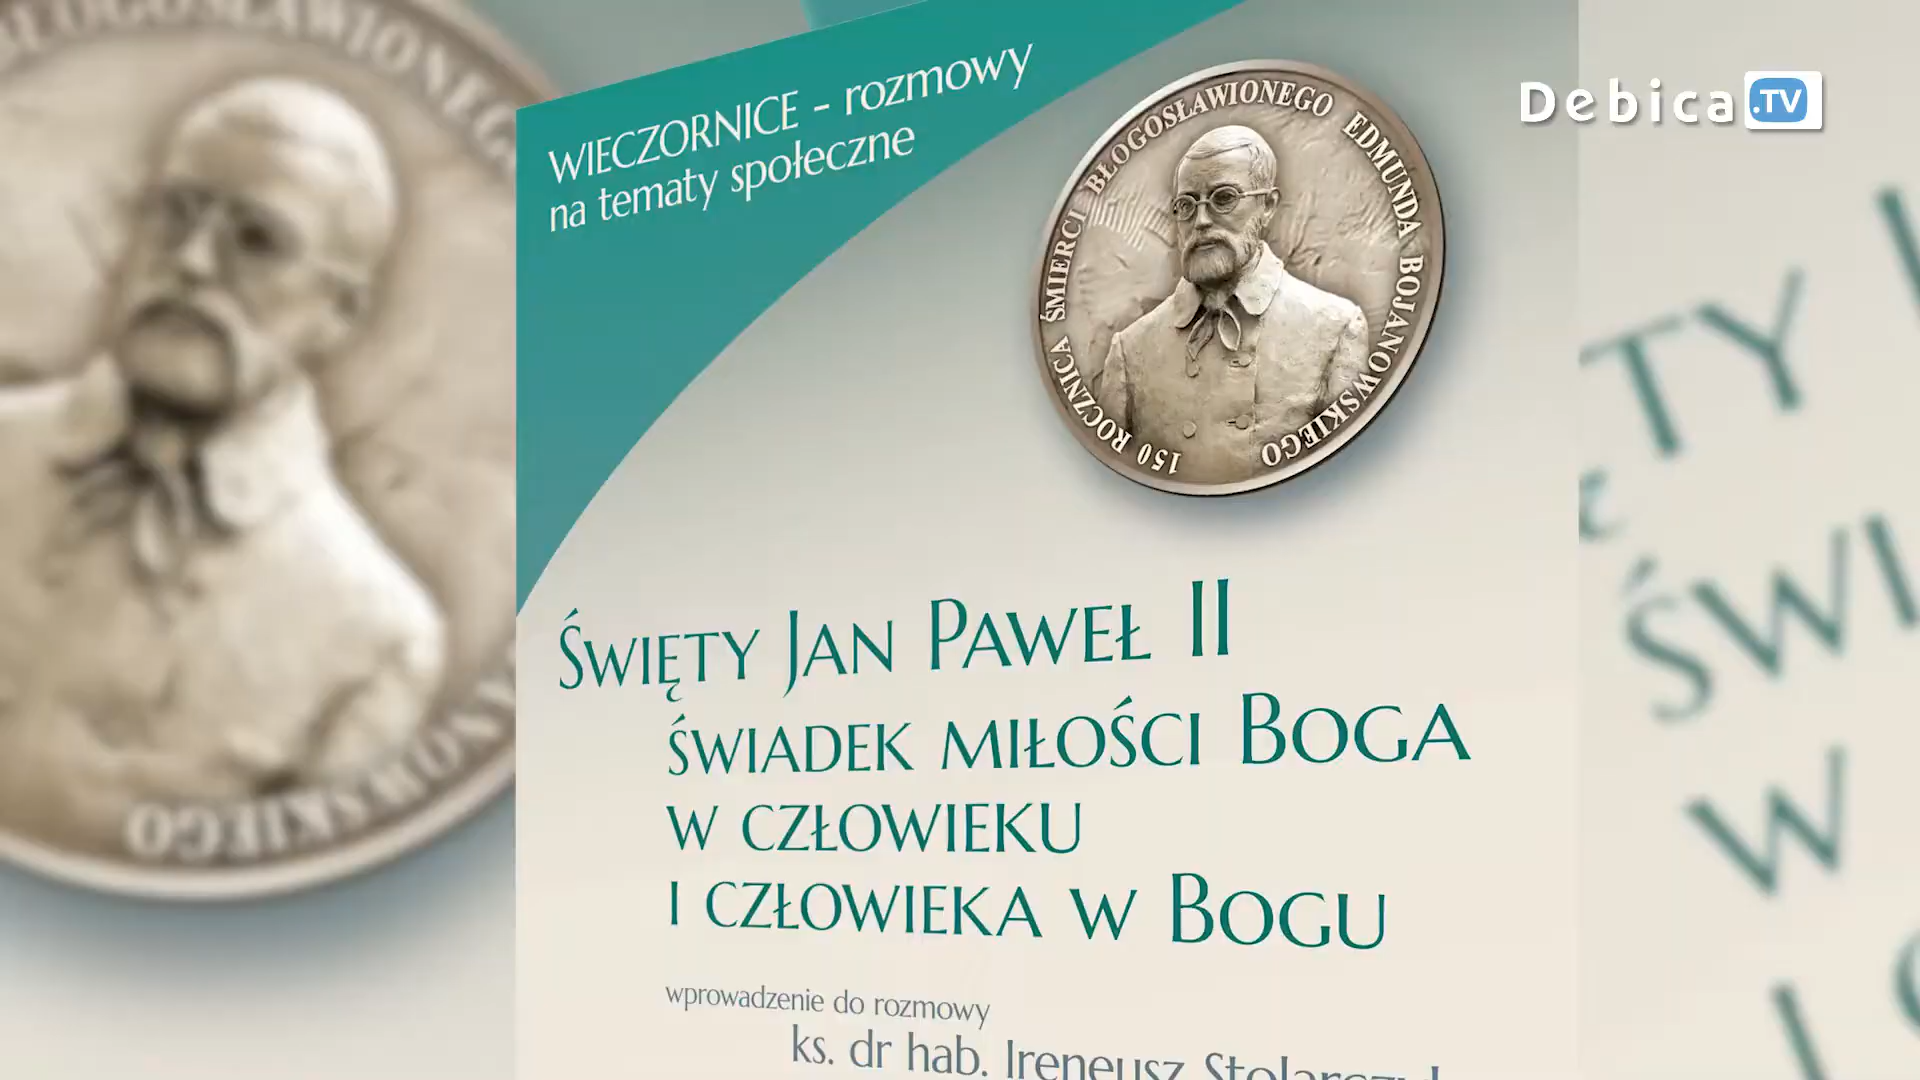 WIECZORNICE - rozmowy
na tematy społeczne
150 ROCZNICA ŚMIERCI BŁOGOSŁAWIONEGO EDMUNDA BOJANOWSKIEGO
Debica.TV
ŚWIĘTY JAN PAWEŁ II
ŚWIADEK MIŁOŚCI BOGA
W CZŁOWIEKU
I CZŁOWIEKA W BOGU
wprowadzenie do rozmowy
ks. dr hab. Ireneusz